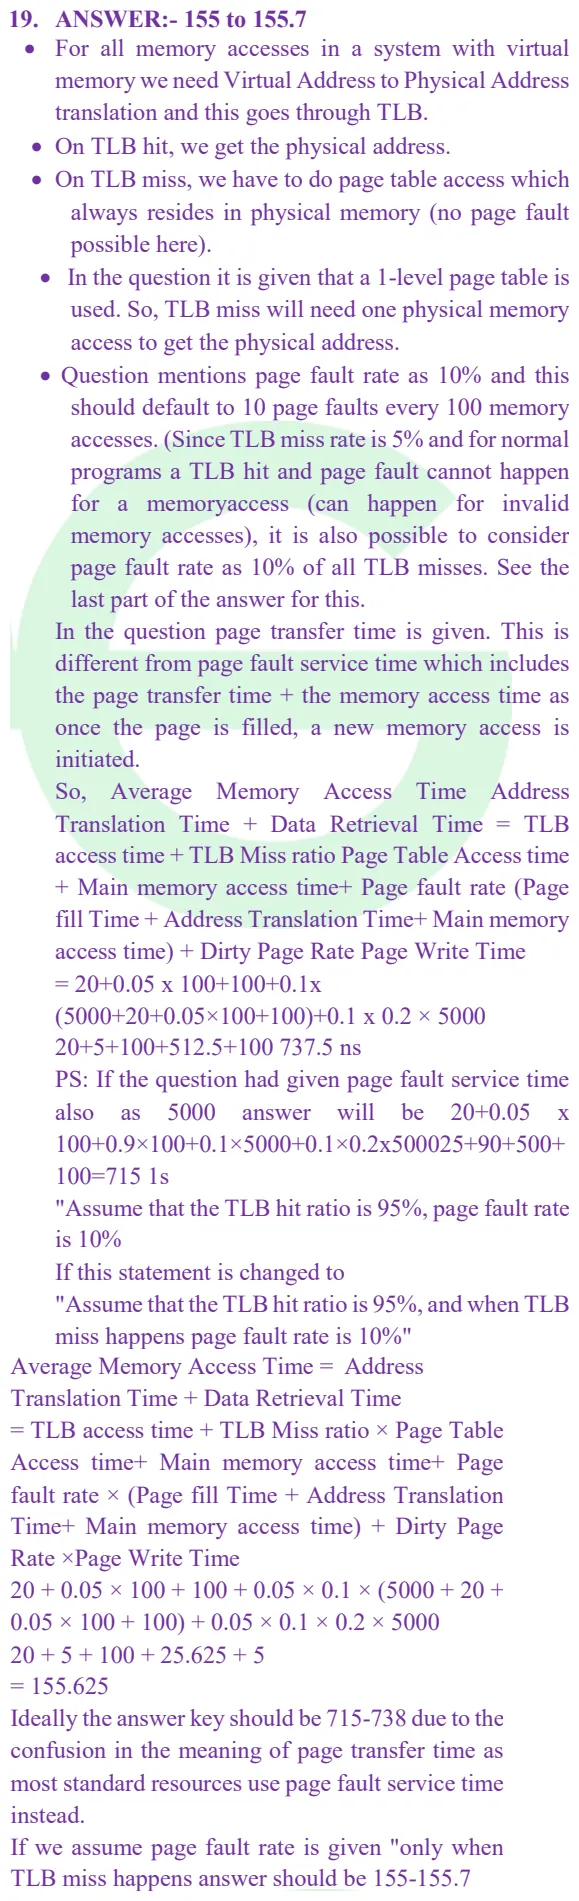 19. ANSWER:- 155 to 155.7
• For all memory accesses in a system with virtual
memory we need Virtual Address to Physical Address
translation and this goes through TLB.
• On TLB hit, we get the physical address.
• On TLB miss, we have to do page table access which
always resides in physical memory (no page fault
possible here).
• In the question it is given that a 1-level page table is
used. So, TLB miss will need one physical memory
access to get the physical address.
• Question mentions page fault rate as 10% and this
should default to 10 page faults every 100 memory
accesses. (Since TLB miss rate is 5% and for normal
programs a TLB hit and page fault cannot happen
for a memoryaccess (can happen for invalid
memory accesses), it is also possible to consider
page fault rate as 10% of all TLB misses. See the
last part of the answer for this.
In the question page transfer time is given. This is
different from page fault service time which includes
the page transfer time + the memory access time as
once the page is filled, a new memory access is
initiated.
So, Average Memory Access Time Address
Translation Time + Data Retrieval Time = TLB
access time + TLB Miss ratio Page Table Access time
+ Main memory access time+ Page fault rate (Page
fill Time + Address Translation Time+ Main memory
access time) + Dirty Page Rate Page Write Time
= 20+0.05 x 100+100+0.1x
(5000+20+0.05×100+100)+0.1 x 0.2 × 5000
20+5+100+512.5+100 737.5 ns
PS: If the question had given page fault service time
also as 5000 answer will be 20+0.05 x
100+0.9×100+0.1×5000+0.1×0.2x500025+90+500+
100=715 1s
"Assume that the TLB hit ratio is 95%, page fault rate
is 10%
If this statement is changed to
"Assume that the TLB hit ratio is 95%, and when TLB
miss happens page fault rate is 10%"
Average Memory Access Time = Address
Translation Time + Data Retrieval Time
= TLB access time + TLB Miss ratio × Page Table
Access time+ Main memory access time+ Page
fault rate × (Page fill Time + Address Translation
Time+ Main memory access time) + Dirty Page
Rate ×Page Write Time
20 + 0.05 × 100 + 100 + 0.05 × 0.1 × (5000 + 20 +
0.05 × 100 + 100) + 0.05 × 0.1 × 0.2 × 5000
20 + 5 + 100 + 25.625 + 5
= 155.625
Ideally the answer key should be 715-738 due to the
confusion in the meaning of page transfer time as
most standard resources use page fault service time
instead.
If we assume page fault rate is given "only when
TLB miss happens answer should be 155-155.7